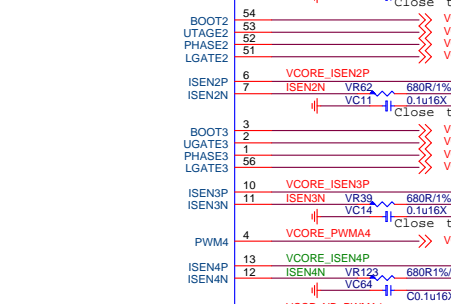 Close t
BOOT2 54 V
UTAGE2 53 V
PHASE2 52 V
LGATE2 51 V
ISEN2P 6 VCORE_ISEN2P
ISEN2N 7 ISEN2N VR62 680R/1%
VC11 0.1u16X
Close t
BOOT3 3 V
UGATE3 2 V
PHASE3 1 V
LGATE3 56 V
ISEN3P 10 VCORE_ISEN3P
ISEN3N 11 ISEN3N VR39 680R/1%
VC14 0.1u16X
Close t
PWM4 4 VCORE_PWMA4 V
ISEN4P 13 VCORE_ISEN4P
ISEN4N 12 ISEN4N VR123 680R1%/
VC64 C0.1u16X